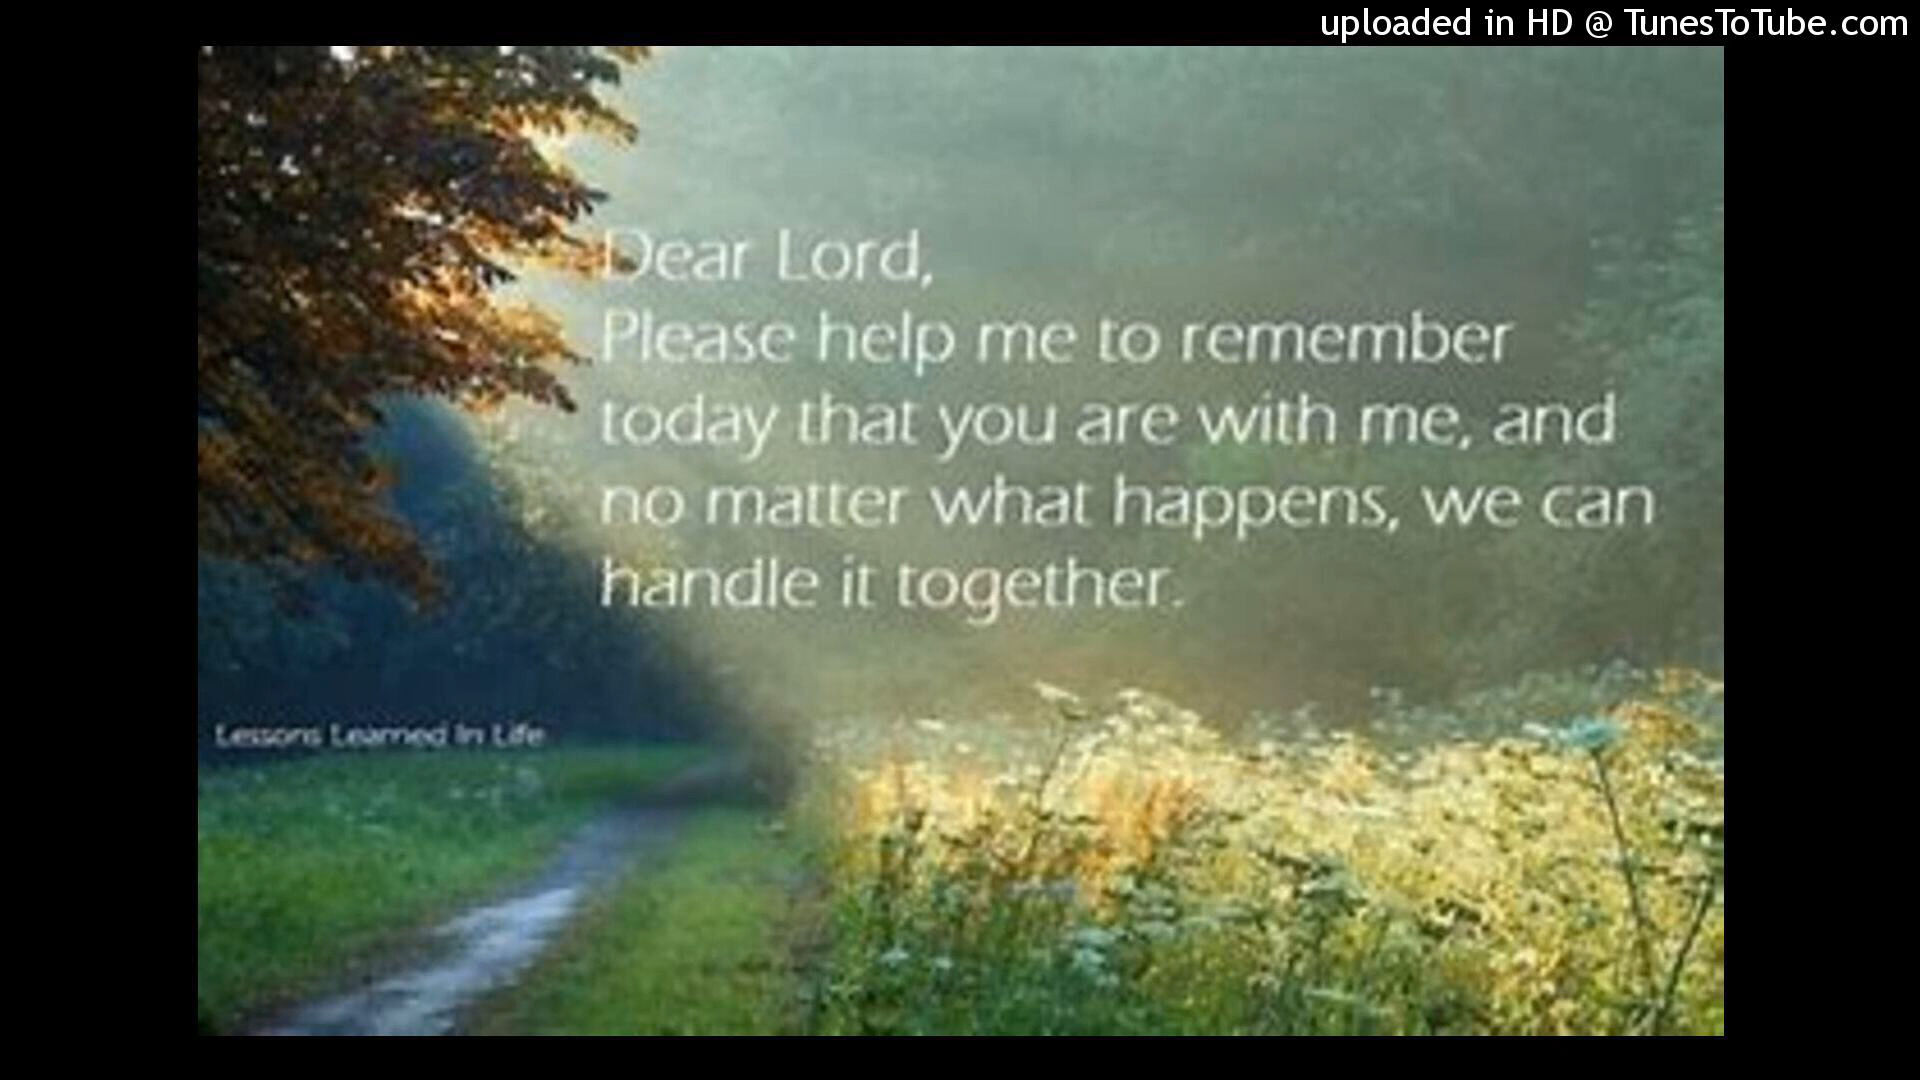 uploaded in HD @ TunesToTube.com
Dear Lord,
Please help me to remember
today that you are with me, and
no matter what happens, we can
handle it together.
Lessons Learned In Life